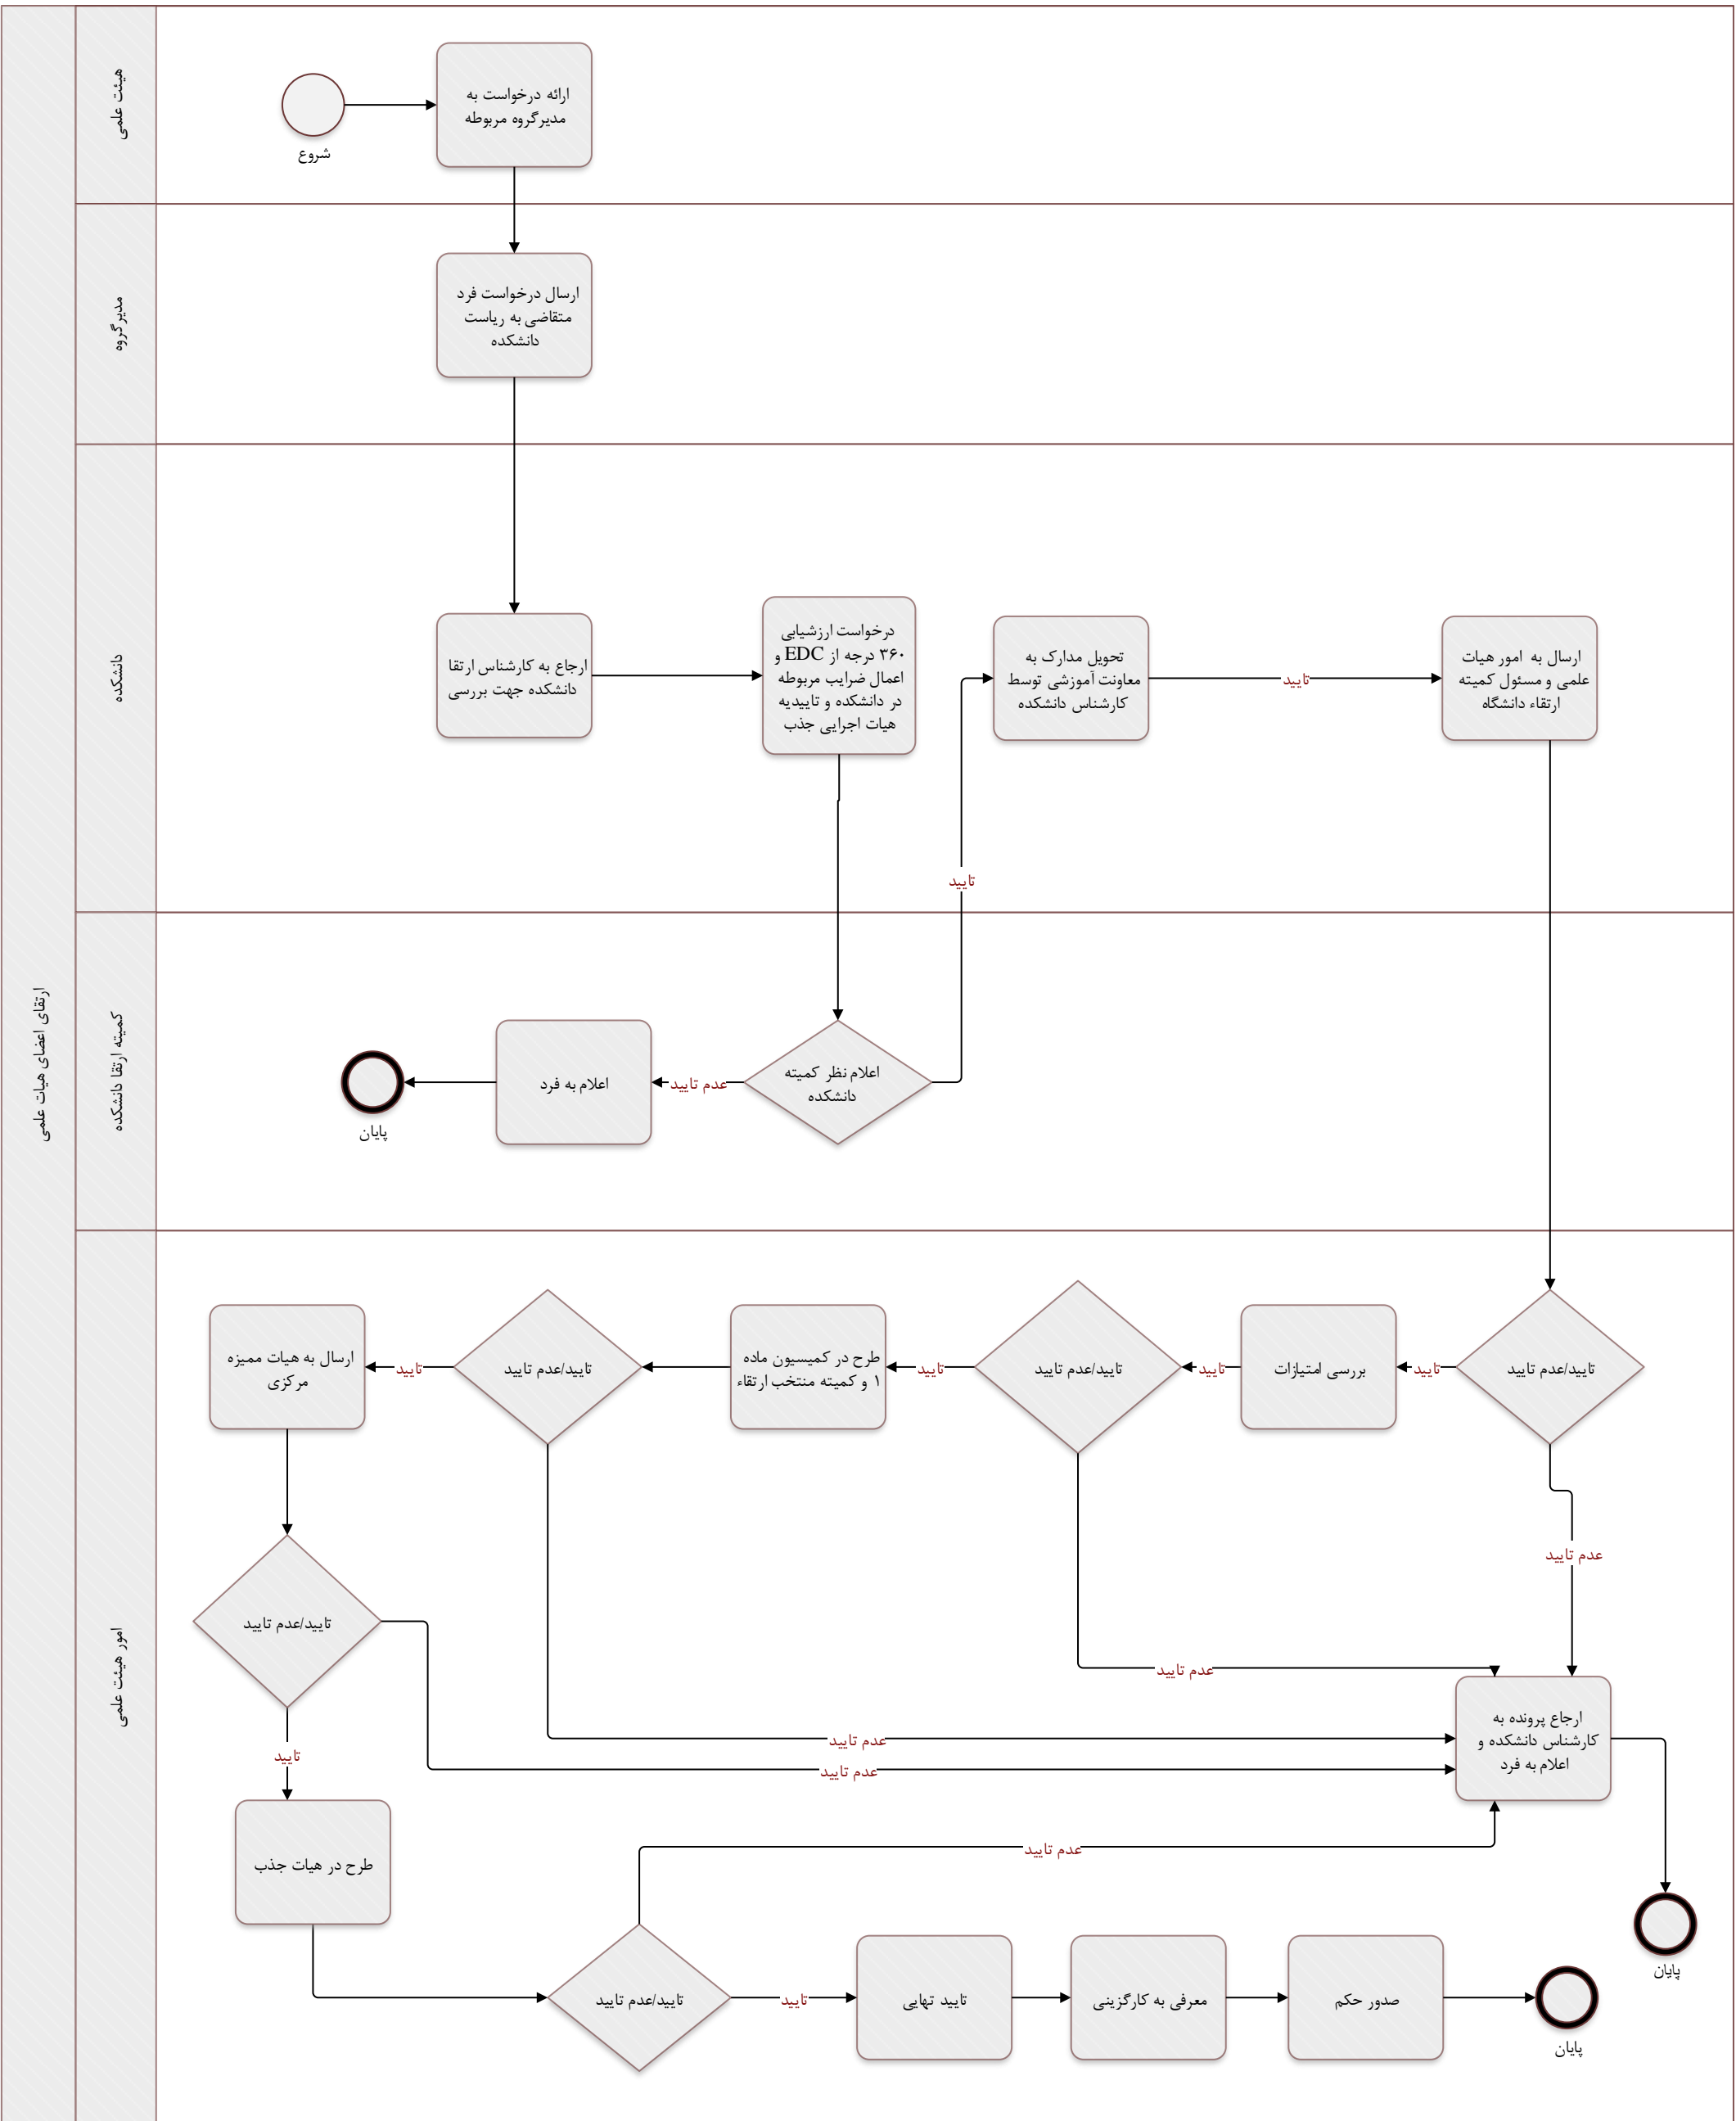 ارتقای اعضای هیات علمی
هیئت علمی
شروع
ارائه درخواست به
مدیرگروه مربوطه
مدیرگروه
ارسال درخواست فرد
متقاضی به ریاست
دانشکده
دانشکده
ارجاع به کارشناس ارتقا
دانشکده جهت بررسی
درخواست ارزشیابی
۳۶۰ درجه از EDC و
اعمال ضرایب مربوطه
در دانشکده و تاییدیه
هیات اجرایی جذب
تحویل مدارک به
معاونت آموزشی توسط
کارشناس دانشکده
تایید
ارسال به امور هیات
علمی و مسئول کمیته
ارتقاء دانشگاه
تایید
کمیته ارتقا دانشکده
اعلام نظر کمیته
دانشکده
عدم تایید
اعلام به فرد
پایان
امور هیئت علمی
تایید/عدم تایید
تایید
بررسی امتیازات
تایید
تایید/عدم تایید
تایید
طرح در کمیسیون ماده
۱ و کمیته منتخب ارتقاء
تایید/عدم تایید
تایید
ارسال به هیات ممیزه
مرکزی
عدم تایید
تایید/عدم تایید
عدم تایید
عدم تایید
عدم تایید
تایید
ارجاع پرونده به
کارشناس دانشکده و
اعلام به فرد
طرح در هیات جذب
عدم تایید
پایان
تایید/عدم تایید
تایید
تایید تهایی
معرفی به کارگزینی
صدور حکم
پایان